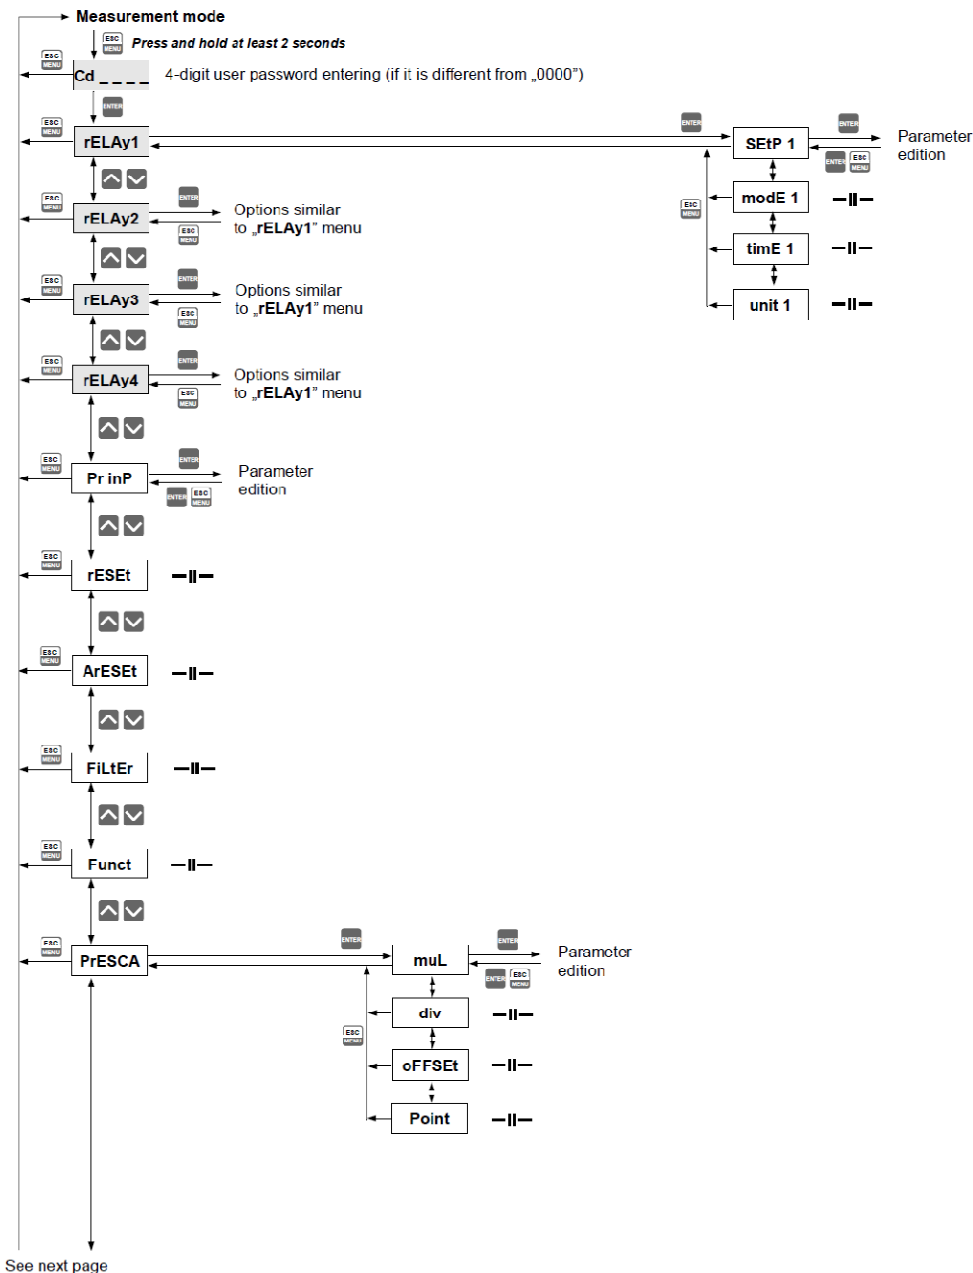 Measurement mode
ESC
MENU
Press and hold at least 2 seconds
ESC
MENU
Cd _ _ _ _
4-digit user password entering (if it is different from „0000”)
ENTER
ESC
MENU
rELAy1
ENTER
SEtP 1
ENTER
ENTER
ESC
MENU
Parameter
edition
ESC
MENU
modE 1
timE 1
unit 1
ESC
MENU
rELAy2
ENTER
ESC
MENU
Options similar
to „rELAy1” menu
ESC
MENU
rELAy3
ENTER
ESC
MENU
Options similar
to „rELAy1” menu
ESC
MENU
rELAy4
ENTER
ESC
MENU
Options similar
to „rELAy1” menu
ESC
MENU
Pr inP
ENTER
ENTER
ESC
MENU
Parameter
edition
ESC
MENU
rESEt
ESC
MENU
ArESEt
ESC
MENU
FiLtEr
ESC
MENU
Funct
ESC
MENU
PrESCA
ENTER
muL
ENTER
ENTER
ESC
MENU
Parameter
edition
ESC
MENU
div
oFFSEt
Point
See next page